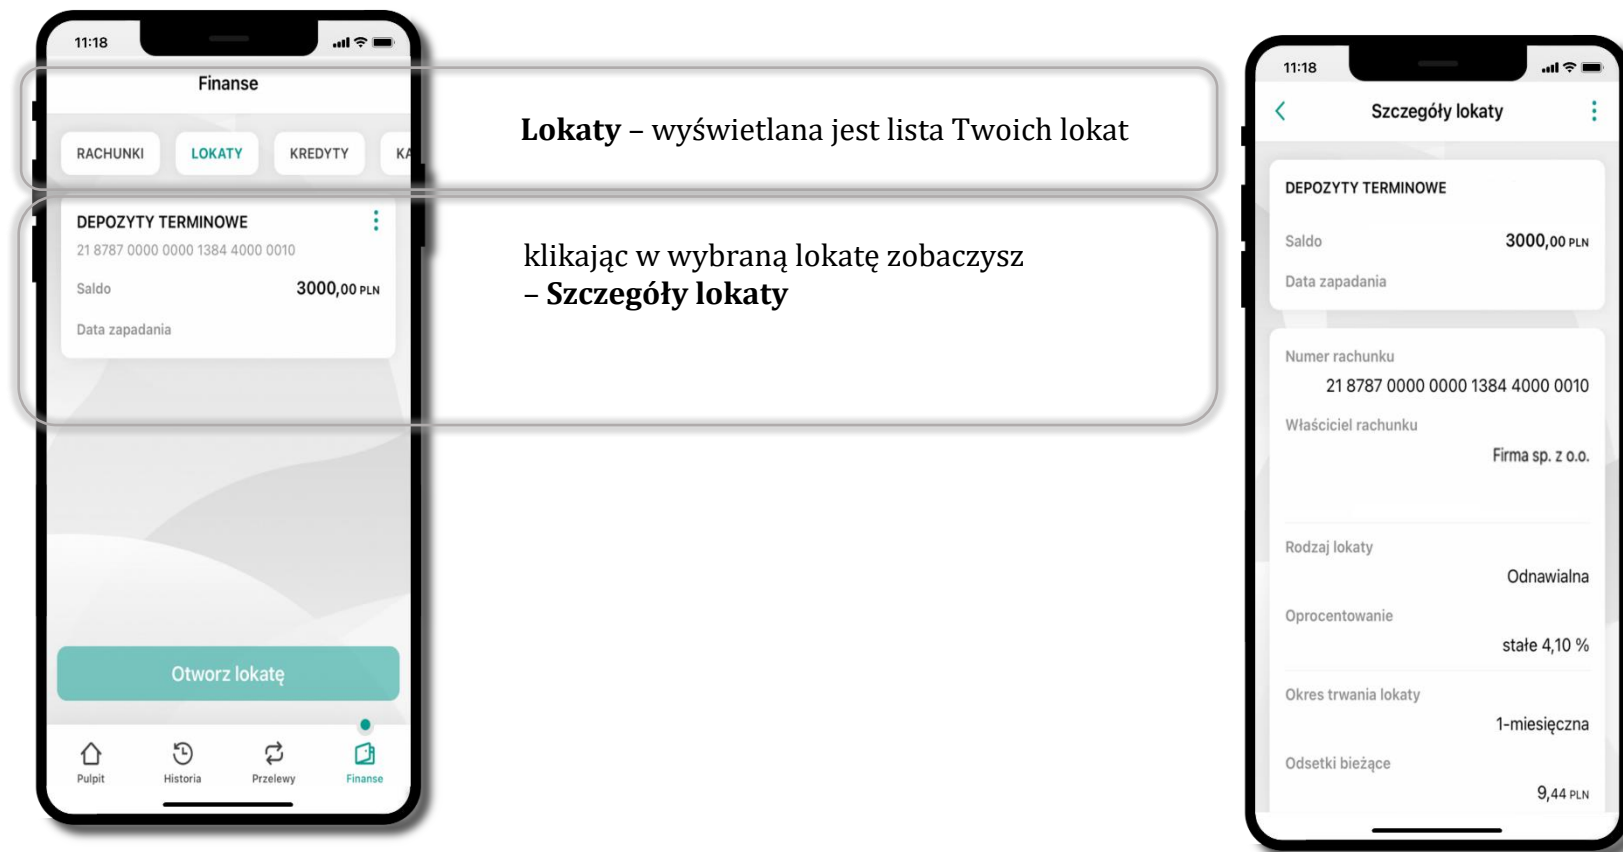 11:18
Finanse
RACHUNKI LOKATY KREDYTY KA
DEPOZYTY TERMINOWE
21 8787 0000 0000 1384 4000 0010
Saldo 3000,00 PLN
Data zapadania
Otworz lokatę
Pulpit Historia Przelewy Finanse
Lokaty – wyświetlana jest lista Twoich lokat
klikając w wybraną lokatę zobaczysz
– Szczegóły lokaty
11:18
Szczegóły lokaty
DEPOZYTY TERMINOWE
Saldo 3000,00 PLN
Data zapadania
Numer rachunku
21 8787 0000 0000 1384 4000 0010
Właściciel rachunku
Firma sp. z o.o.
Rodzaj lokaty
Odnawialna
Oprocentowanie
stałe 4,10 %
Okres trwania lokaty
1-miesięczna
Odsetki bieżące
9,44 PLN